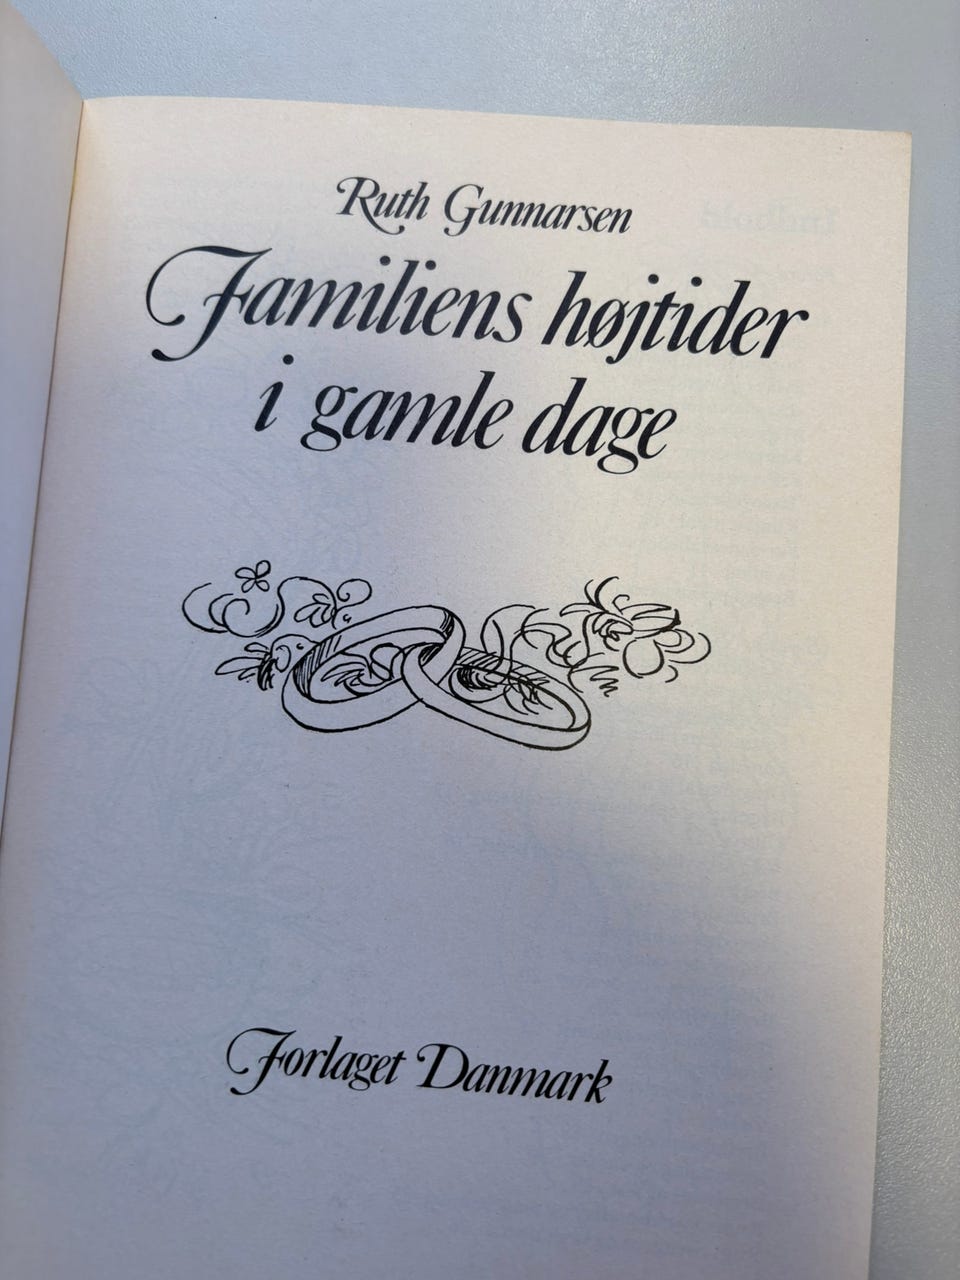 Ruth Gunnarsen
Familiens højtider
i gamle dage
Forlaget Danmark